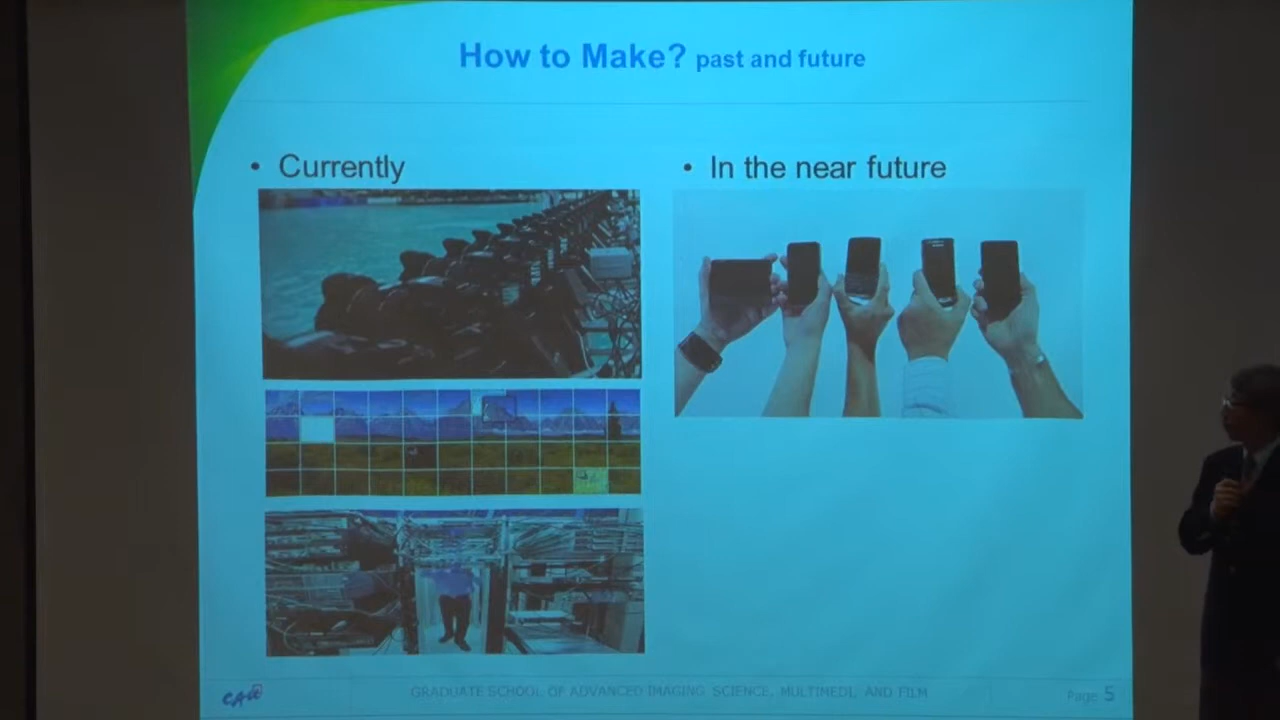 How to Make? past and future
• Currently
• In the near future
CAU
GRADUATE SCHOOL OF ADVANCED IMAGING SCIENCE, MULTIMEDI, AND FILM
Page 5